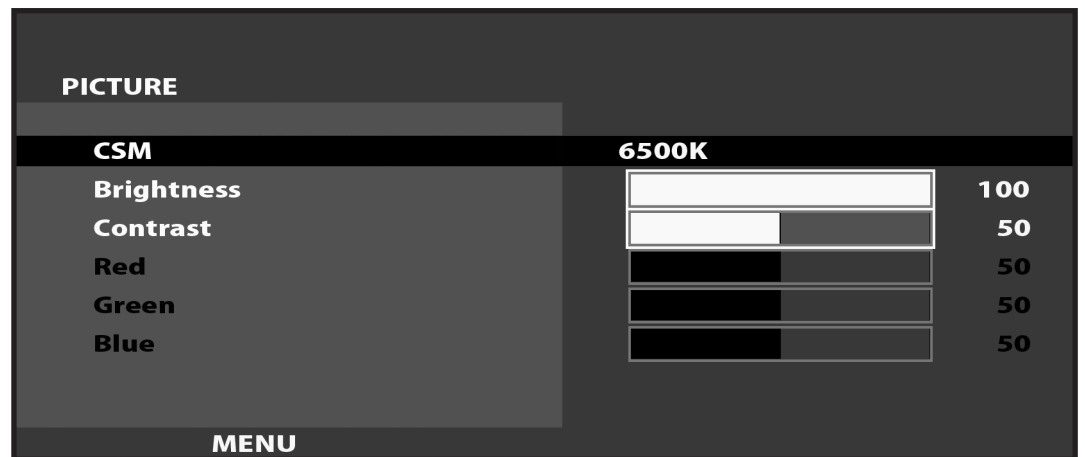 PICTURE
CSM 6500K
Brightness 100
Contrast 50
Red 50
Green 50
Blue 50
MENU